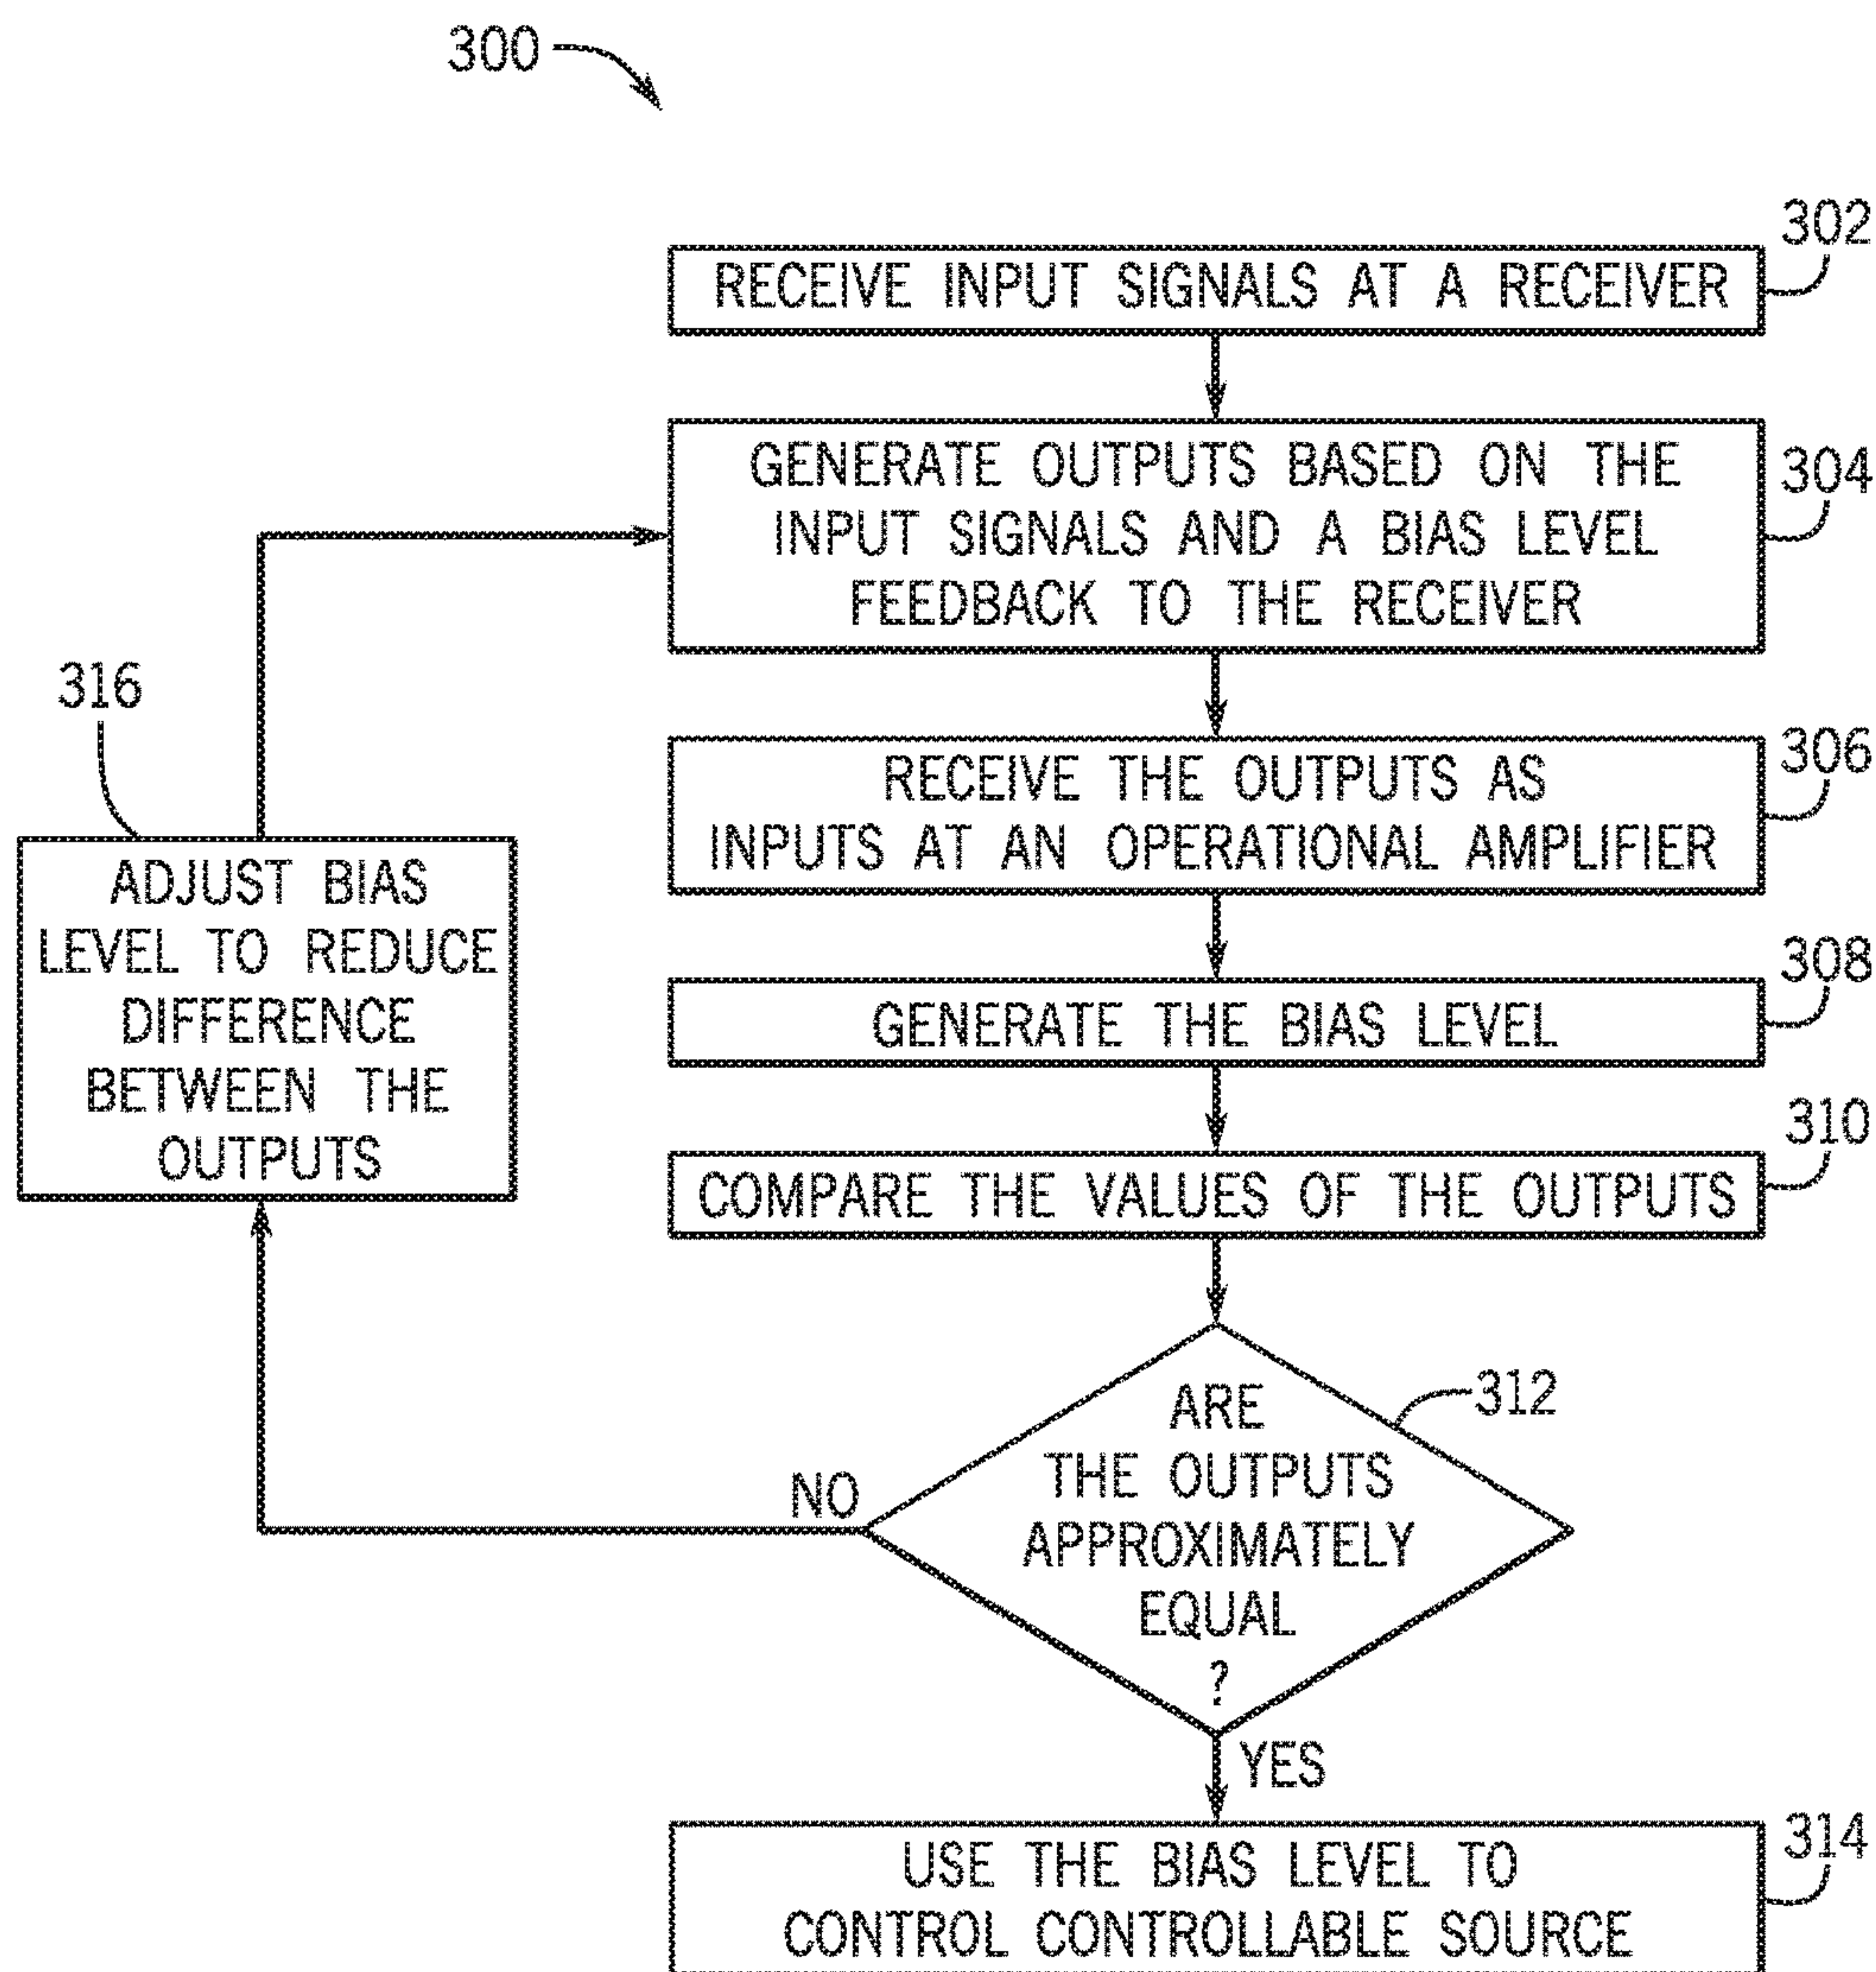 300
302
RECEIVE INPUT SIGNALS AT A RECEIVER
304
GENERATE OUTPUTS BASED ON THE
INPUT SIGNALS AND A BIAS LEVEL
FEEDBACK TO THE RECEIVER
306
RECEIVE THE OUTPUTS AS
INPUTS AT AN OPERATIONAL AMPLIFIER
308
GENERATE THE BIAS LEVEL
310
COMPARE THE VALUES OF THE OUTPUTS
312
ARE
THE OUTPUTS
APPROXIMATELY
EQUAL
?
NO
316
ADJUST BIAS
LEVEL TO REDUCE
DIFFERENCE
BETWEEN THE
OUTPUTS
YES
314
USE THE BIAS LEVEL TO
CONTROL CONTROLLABLE SOURCE